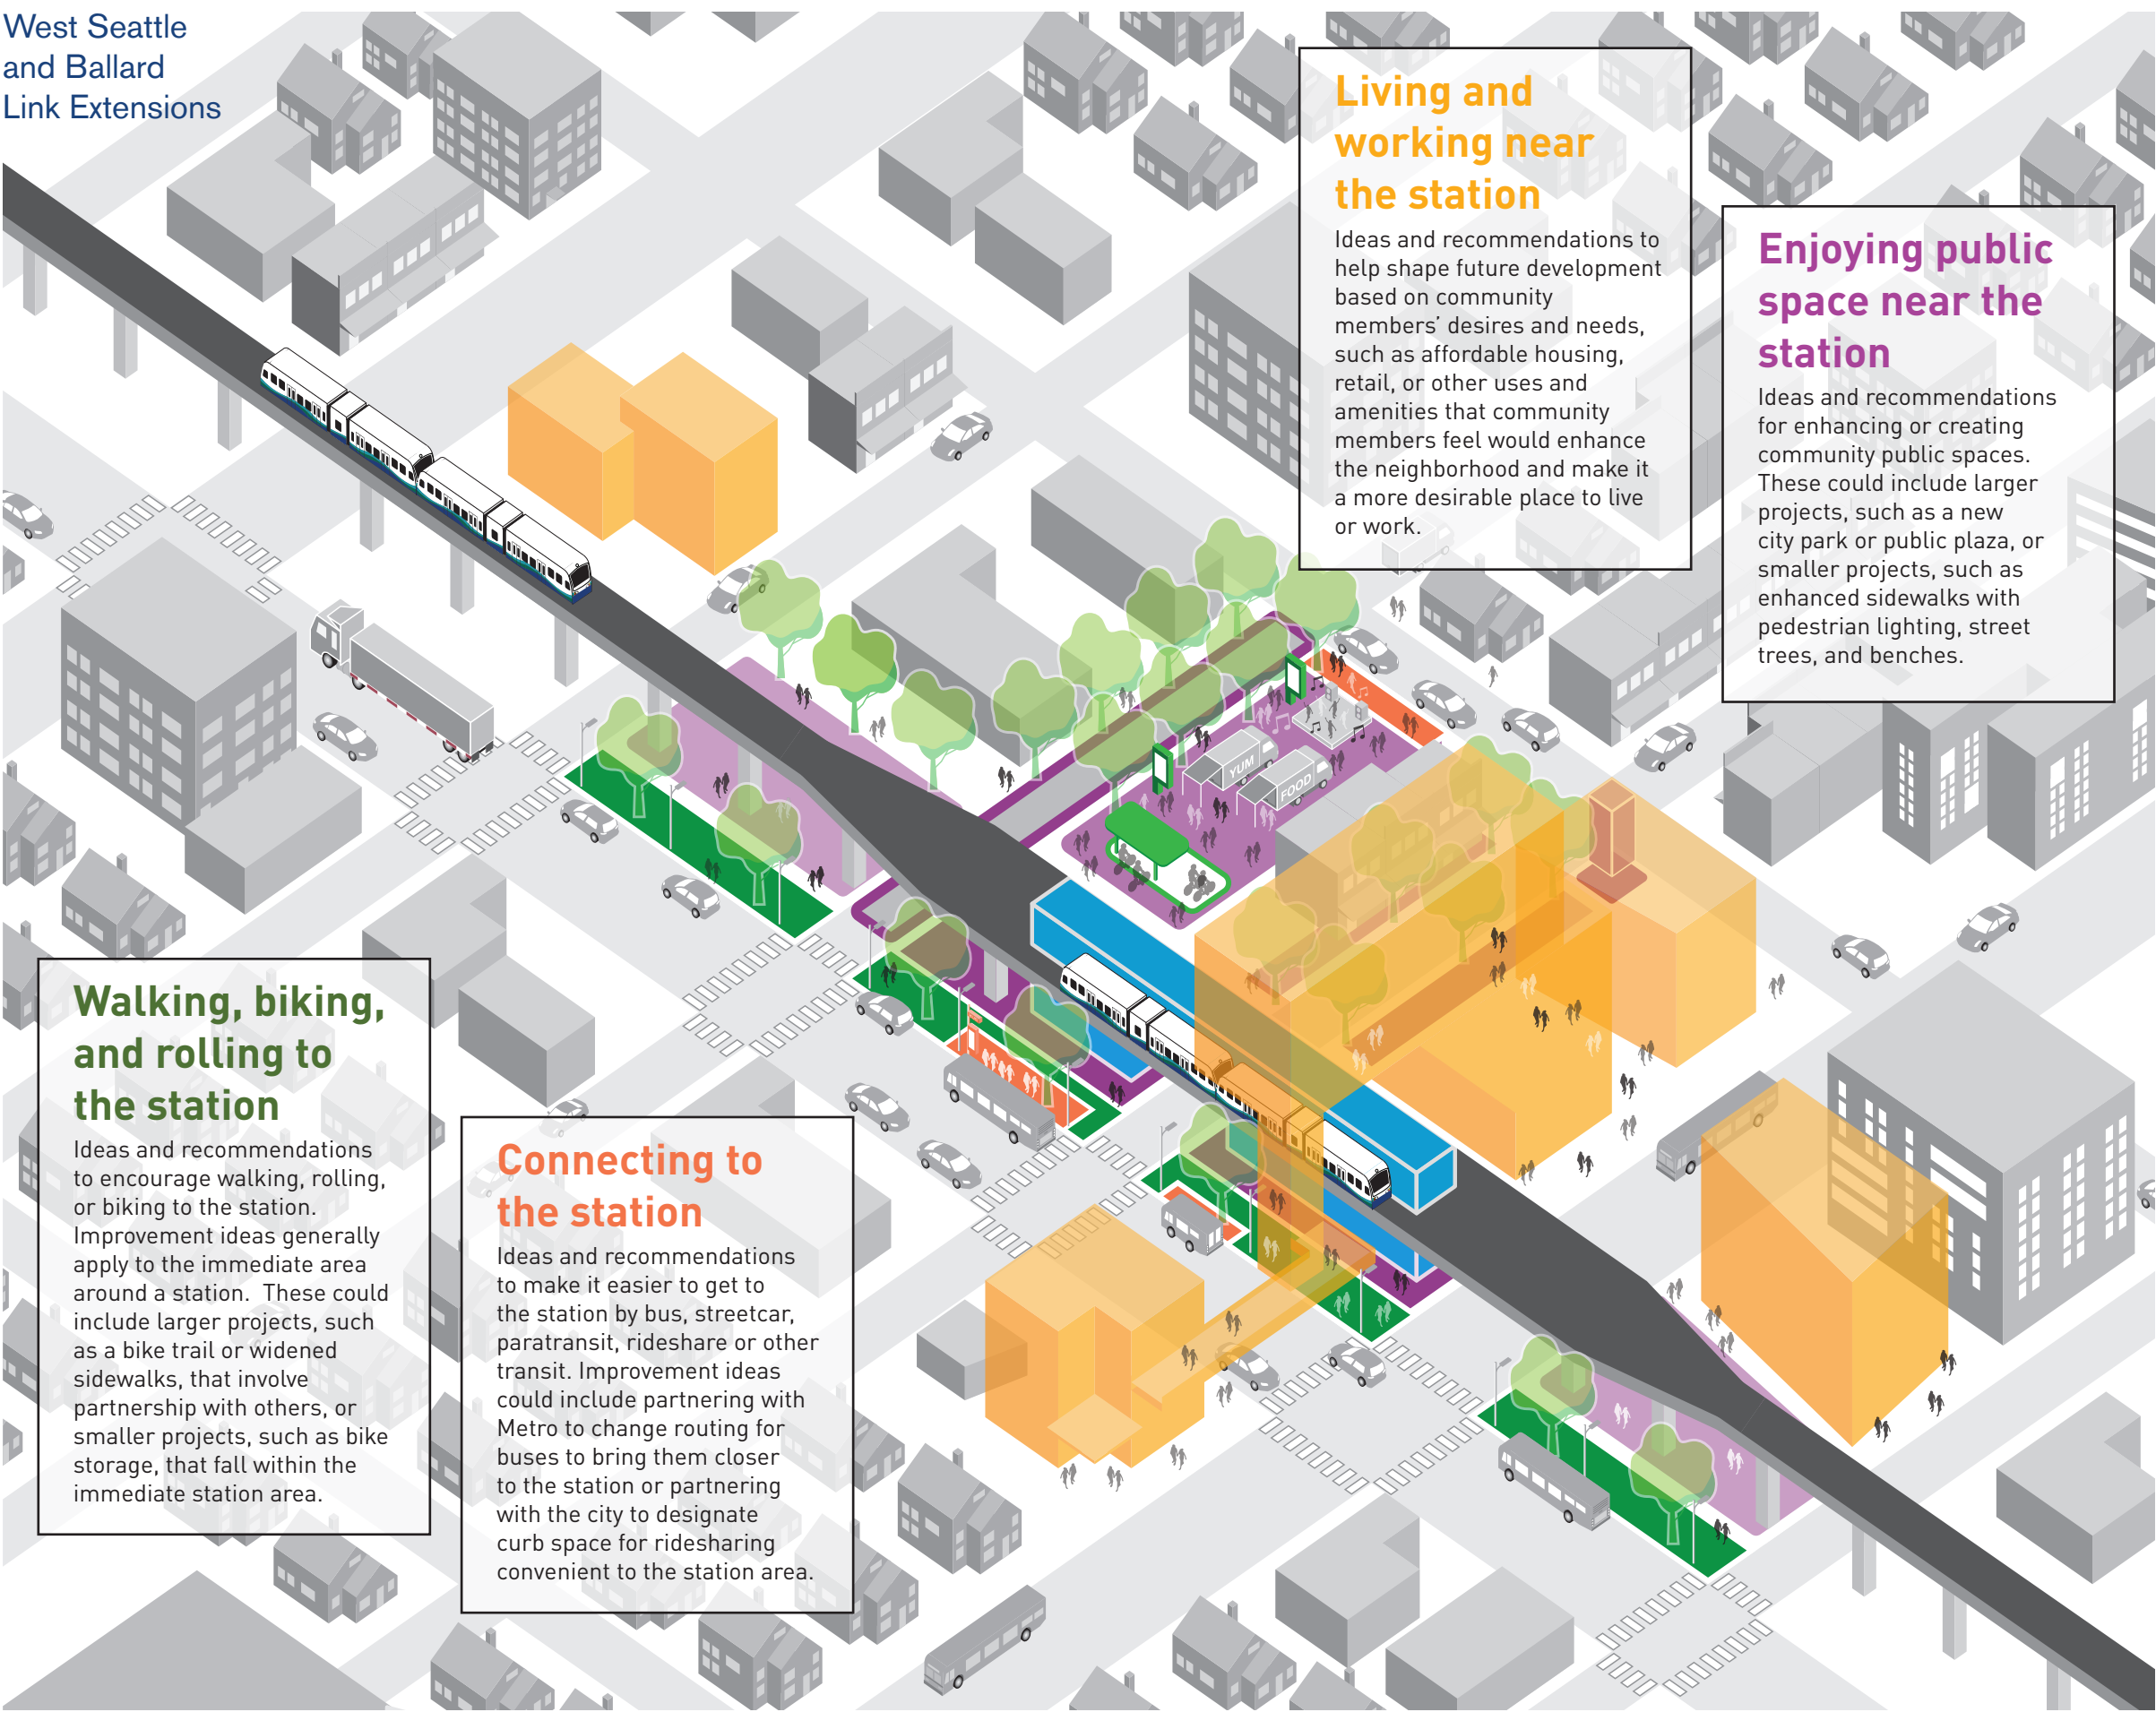 West Seattle
and Ballard
Link Extensions
Living and
working near
the station
Ideas and recommendations to
help shape future development
based on community
members’ desires and needs,
such as affordable housing,
retail, or other uses and
amenities that community
members feel would enhance
the neighborhood and make it
a more desirable place to live
or work.
Enjoying public
space near the
station
Ideas and recommendations
for enhancing or creating
community public spaces.
These could include larger
projects, such as a new
city park or public plaza, or
smaller projects, such as
enhanced sidewalks with
pedestrian lighting, street
trees, and benches.
YUM
FOOD
Walking, biking,
and rolling to
the station
Ideas and recommendations
to encourage walking, rolling,
or biking to the station.
Improvement ideas generally
apply to the immediate area
around a station.  These could
include larger projects, such
as a bike trail or widened
sidewalks, that involve
partnership with others, or
smaller projects, such as bike
storage, that fall within the
immediate station area.
Connecting to
the station
Ideas and recommendations
to make it easier to get to
the station by bus, streetcar,
paratransit, rideshare or other
transit. Improvement ideas
could include partnering with
Metro to change routing for
buses to bring them closer
to the station or partnering
with the city to designate
curb space for ridesharing
convenient to the station area.